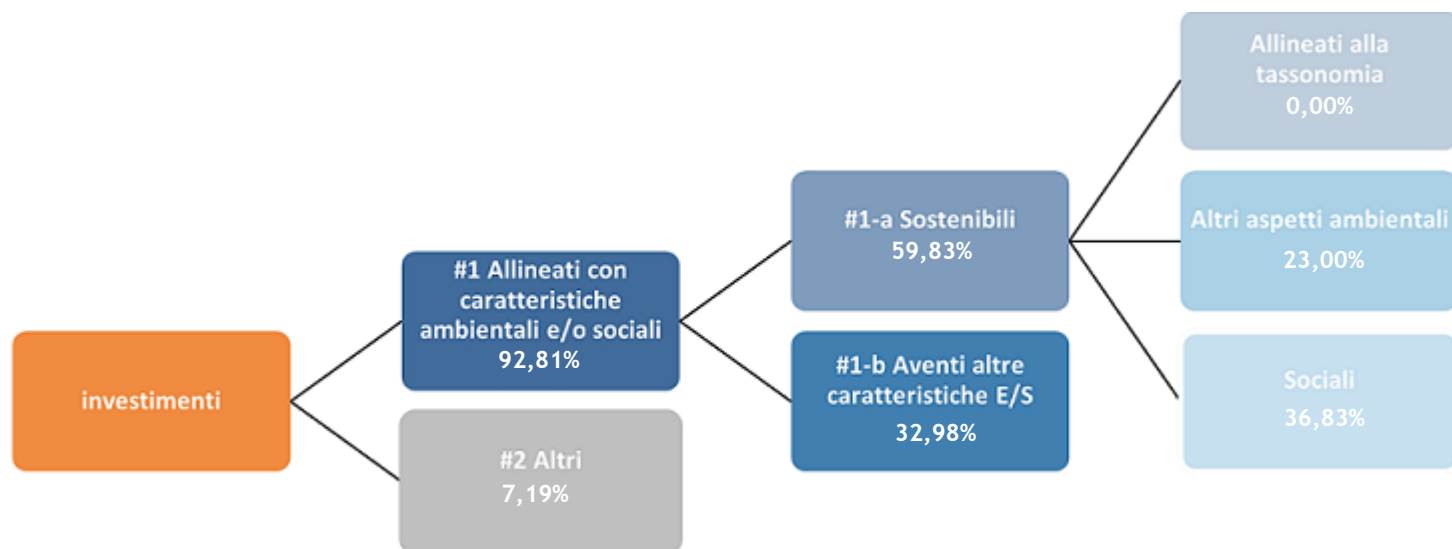 investimenti
#1 Allineati con
caratteristiche
ambientali e/o sociali
92,81%
#2 Altri
7,19%
#1-a Sostenibili
59,83%
#1-b Aventi altre
caratteristiche E/S
32,98%
Allineati alla
tassonomia
0,00%
Altri aspetti ambientali
23,00%
Sociali
36,83%